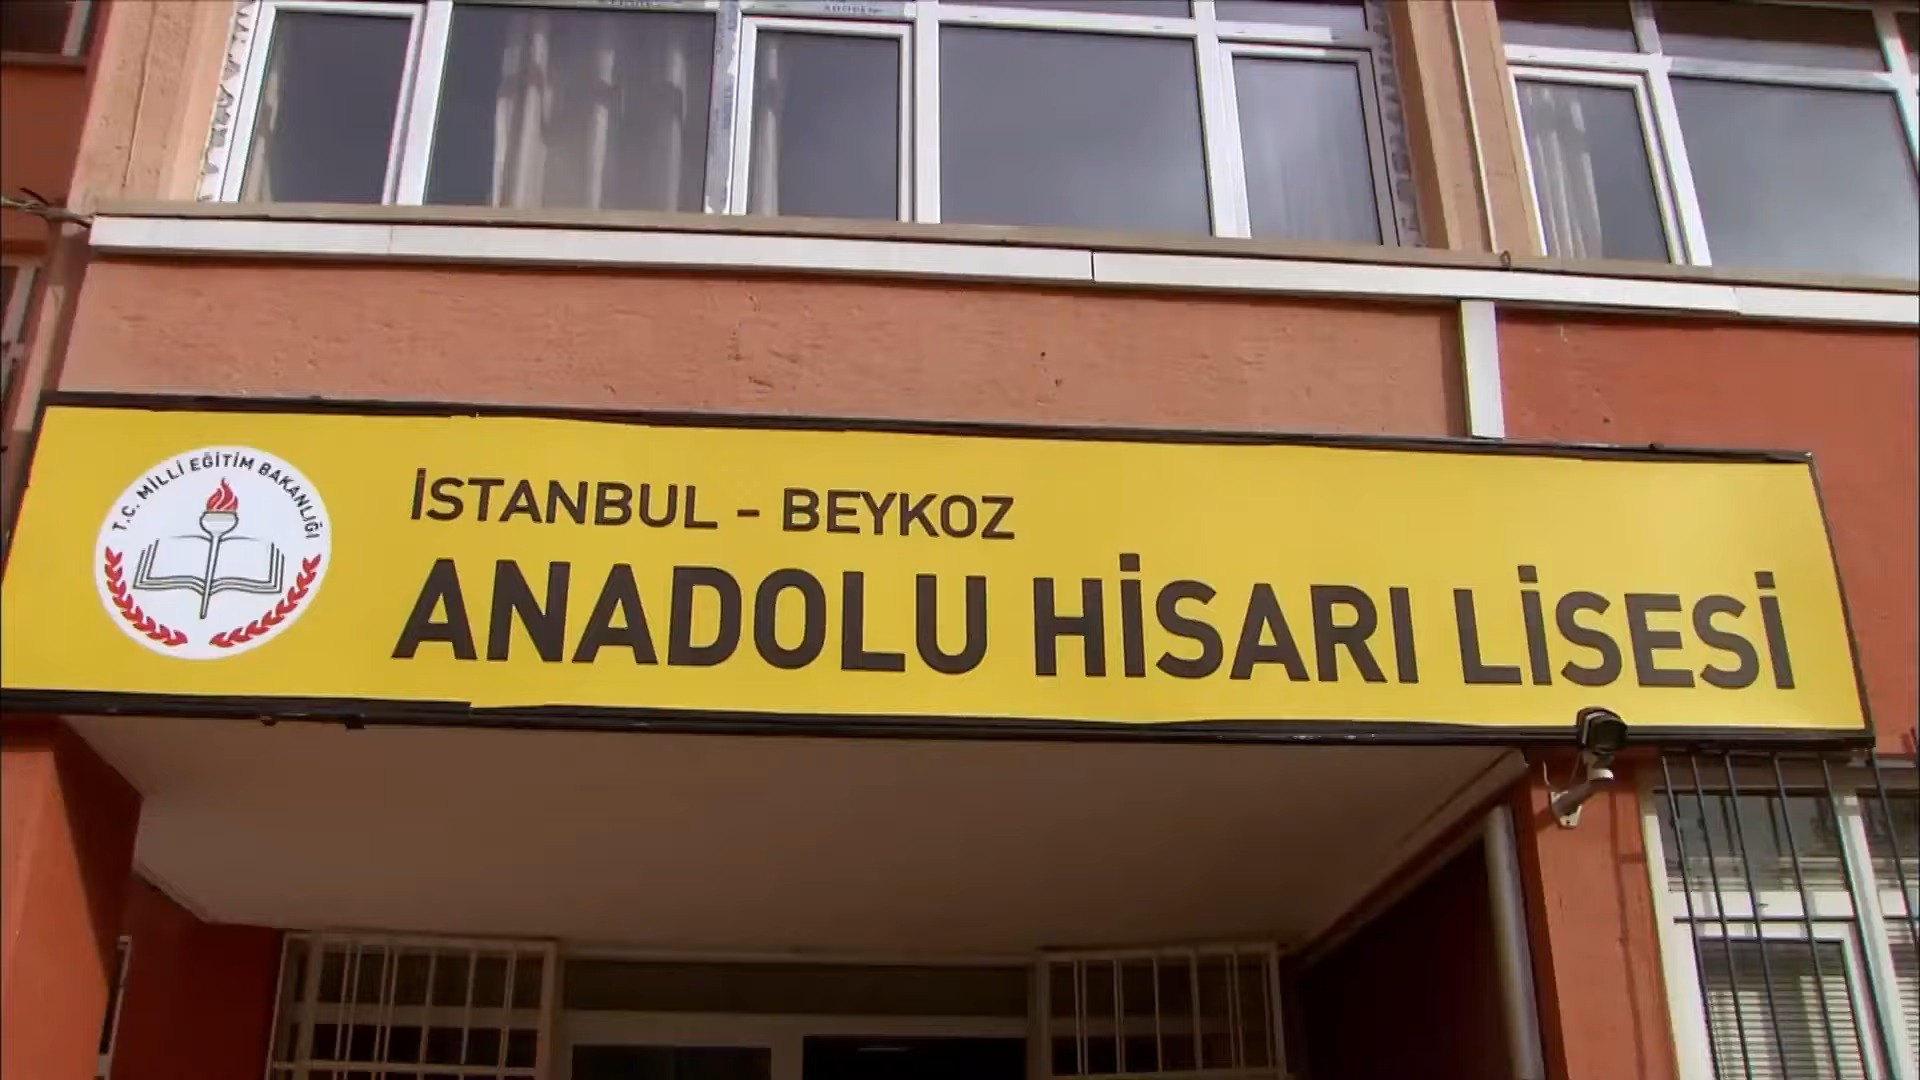 T.C. MİLLİ EĞİTİM BAKANLIĞI
İSTANBUL - BEYKOZ
ANADOLU HİSARI LİSESİ